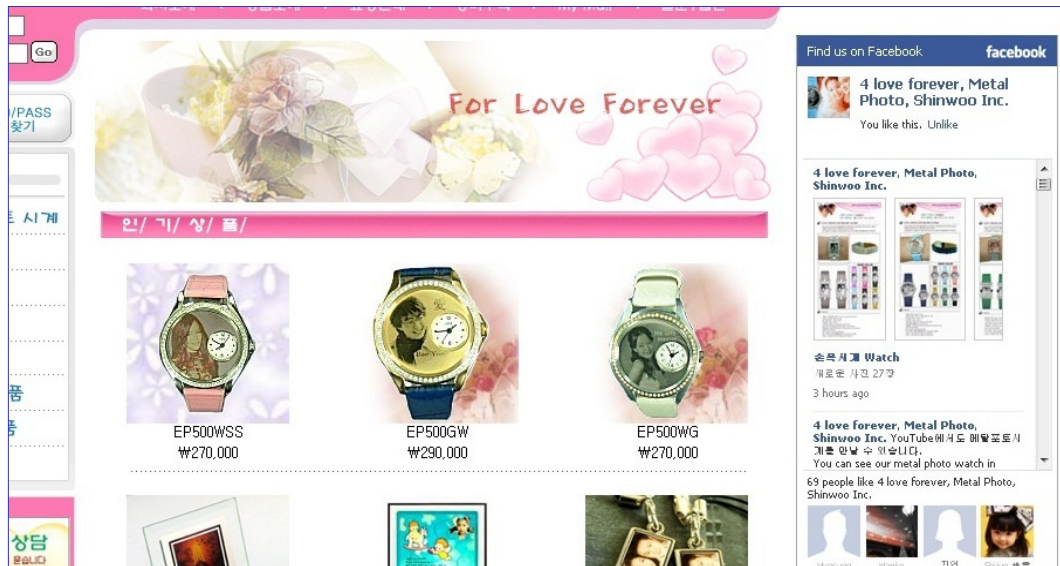 Go
/PASS
찾기
시계
품
상담
For Love Forever
인/ 기/ 상/ 품/
EP500WSS
₩270,000
EP500GW
₩290,000
EP500WG
₩270,000
Find us on Facebook
facebook
4 love forever, Metal
Photo, Shinwoo Inc.
You like this. Unlike
4 love forever, Metal Photo,
Shinwoo Inc.
손목시계 Watch
새로운 사진 27장
3 hours ago
4 love forever, Metal Photo,
Shinwoo Inc. YouTube에서도 메탈포토시
계를 만날 수 있습니다.
You can see our metal photo watch in
69 people like 4 love forever, Metal Photo,
Shinwoo Inc.